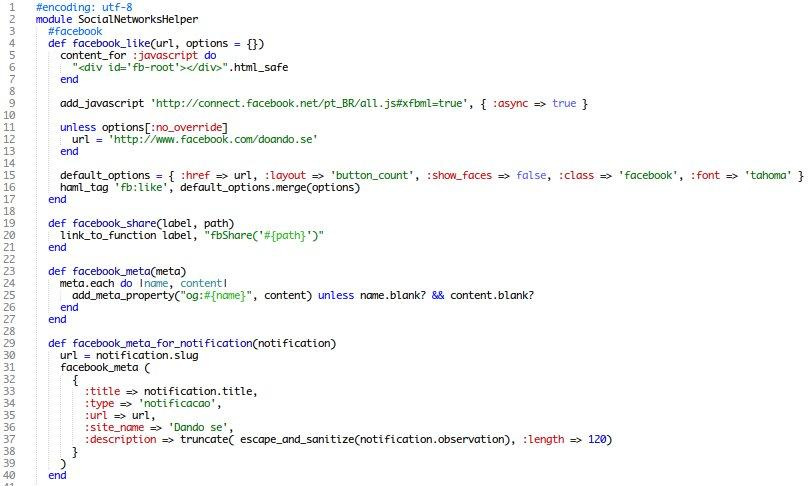 1 #encoding: utf-8
2 module SocialNetworksHelper
3   #facebook
4   def facebook_like(url, options = {})
5     content_for :javascript do
6       "<div id='fb-root'></div>".html_safe
7     end
8
9     add_javascript 'http://connect.facebook.net/pt_BR/all.js#xfbml=true', { :async => true }
10
11     unless options[:no_override]
12       url = 'http://www.facebook.com/doando.se'
13     end
14
15     default_options = { :href => url, :layout => 'button_count', :show_faces => false, :class => 'facebook', :font => 'tahoma' }
16     haml_tag 'fb:like', default_options.merge(options)
17   end
18
19   def facebook_share(label, path)
20     link_to_function label, "fbShare('#{path}')"
21   end
22
23   def facebook_meta(meta)
24     meta.each do |name, content|
25       add_meta_property("og:#{name}", content) unless name.blank? && content.blank?
26     end
27   end
28
29   def facebook_meta_for_notification(notification)
30     url = notification.slug
31     facebook_meta (
32       {
33         :title => notification.title,
34         :type => 'notificacao',
35         :url => url,
36         :site_name => 'Dando se',
37         :description => truncate( escape_and_sanitize(notification.observation), :length => 120)
38       }
39     )
40   end